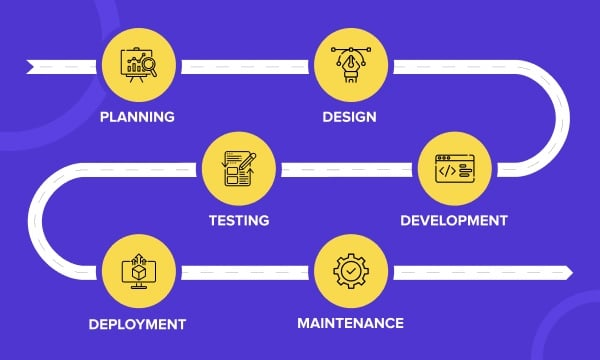 PLANNING
DESIGN
TESTING
DEVELOPMENT
DEPLOYMENT
MAINTENANCE